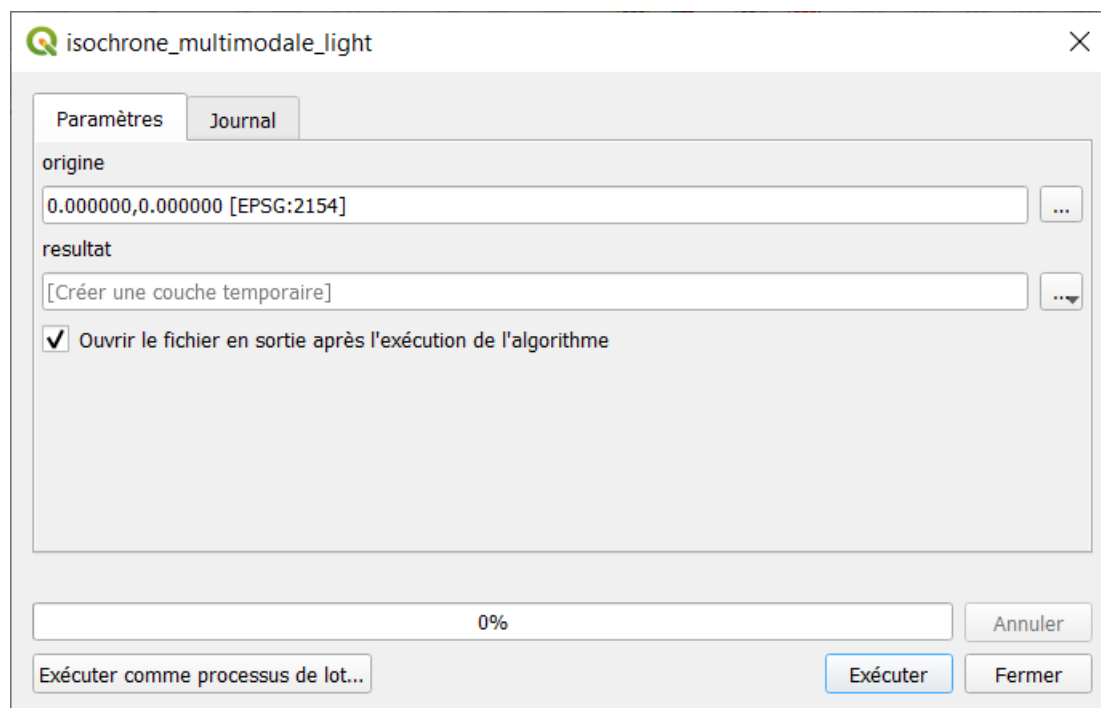 isochrone_multimodale_light
Paramètres
Journal
origine
0.000000,0.000000 [EPSG:2154]
...
resultat
[Créer une couche temporaire]
...
Ouvrir le fichier en sortie après l'exécution de l'algorithme
0%
Annuler
Exécuter comme processus de lot...
Exécuter
Fermer